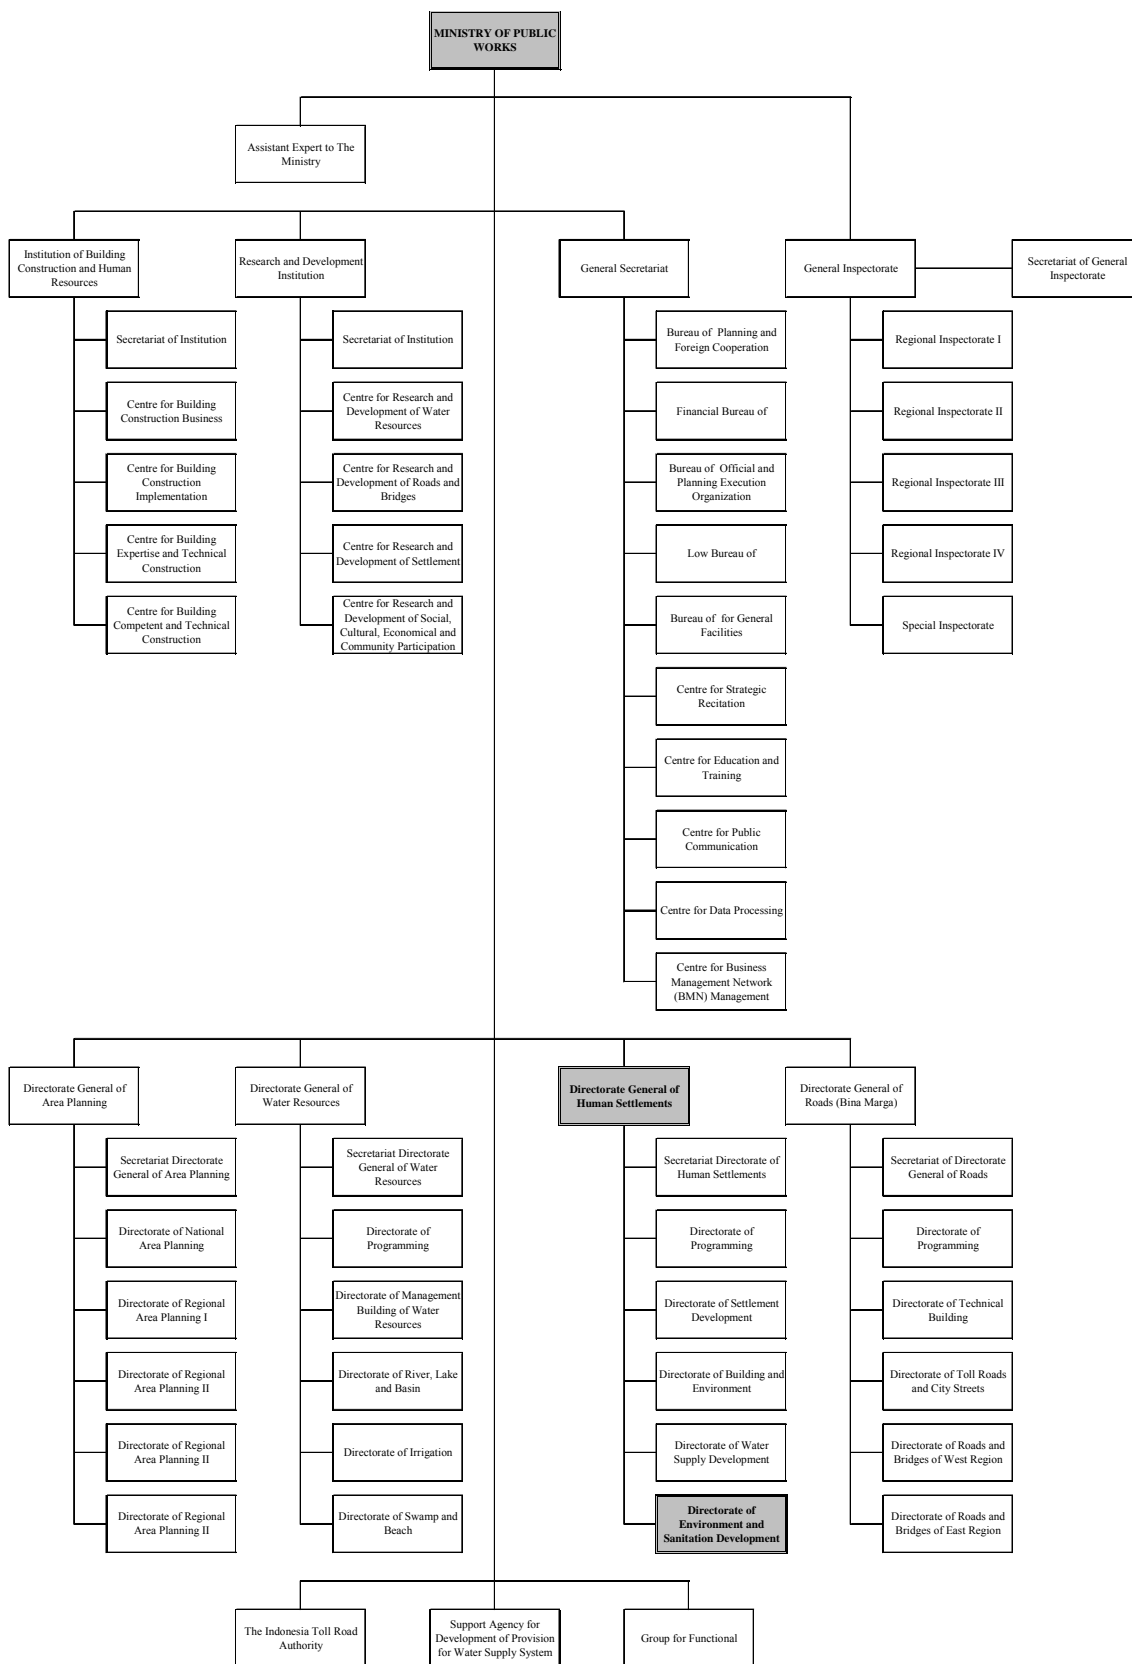 MINISTRY OF PUBLIC
WORKS
Assistant Expert to The
Ministry
Institution of Building
Construction and Human
Resources
Research and Development
Institution
General Secretariat
General Inspectorate
Secretariat of General
Inspectorate
Secretariat of Institution
Centre for Building
Construction Business
Centre for Building
Construction
Implementation
Centre for Building
Expertise and Technical
Construction
Centre for Building
Competent and Technical
Construction
Secretariat of Institution
Centre for Research and
Development of Water
Resources
Centre for Research and
Development of Roads and
Bridges
Centre for Research and
Development of Settlement
Centre for Research and
Development of Social,
Cultural, Economical and
Community Participation
Bureau of Planning and
Foreign Cooperation
Financial Bureau of
Bureau of Official and
Planning Execution
Organization
Low Bureau of
Bureau of for General
Facilities
Centre for Strategic
Recitation
Centre for Education and
Training
Centre for Public
Communication
Centre for Data Processing
Centre for Business
Management Network
(BMN) Management
Regional Inspectorate I
Regional Inspectorate II
Regional Inspectorate III
Regional Inspectorate IV
Special Inspectorate
Directorate General of
Area Planning
Directorate General of
Water Resources
Directorate General of
Human Settlements
Directorate General of
Roads (Bina Marga)
Secretariat Directorate
General of Area Planning
Directorate of National
Area Planning
Directorate of Regional
Area Planning I
Directorate of Regional
Area Planning II
Directorate of Regional
Area Planning II
Directorate of Regional
Area Planning II
Secretariat Directorate
General of Water
Resources
Directorate of
Programming
Directorate of Management
Building of Water
Resources
Directorate of River, Lake
and Basin
Directorate of Irrigation
Directorate of Swamp and
Beach
Secretariat Directorate of
Human Settlements
Directorate of
Programming
Directorate of Settlement
Development
Directorate of Building and
Environment
Directorate of Water
Supply Development
Directorate of
Environment and
Sanitation Development
Secretariat of Directorate
General of Roads
Directorate of
Programming
Directorate of Technical
Building
Directorate of Toll Roads
and City Streets
Directorate of Roads and
Bridges of West Region
Directorate of Roads and
Bridges of East Region
The Indonesia Toll Road
Authority
Support Agency for
Development of Provision
for Water Supply System
Group for Functional